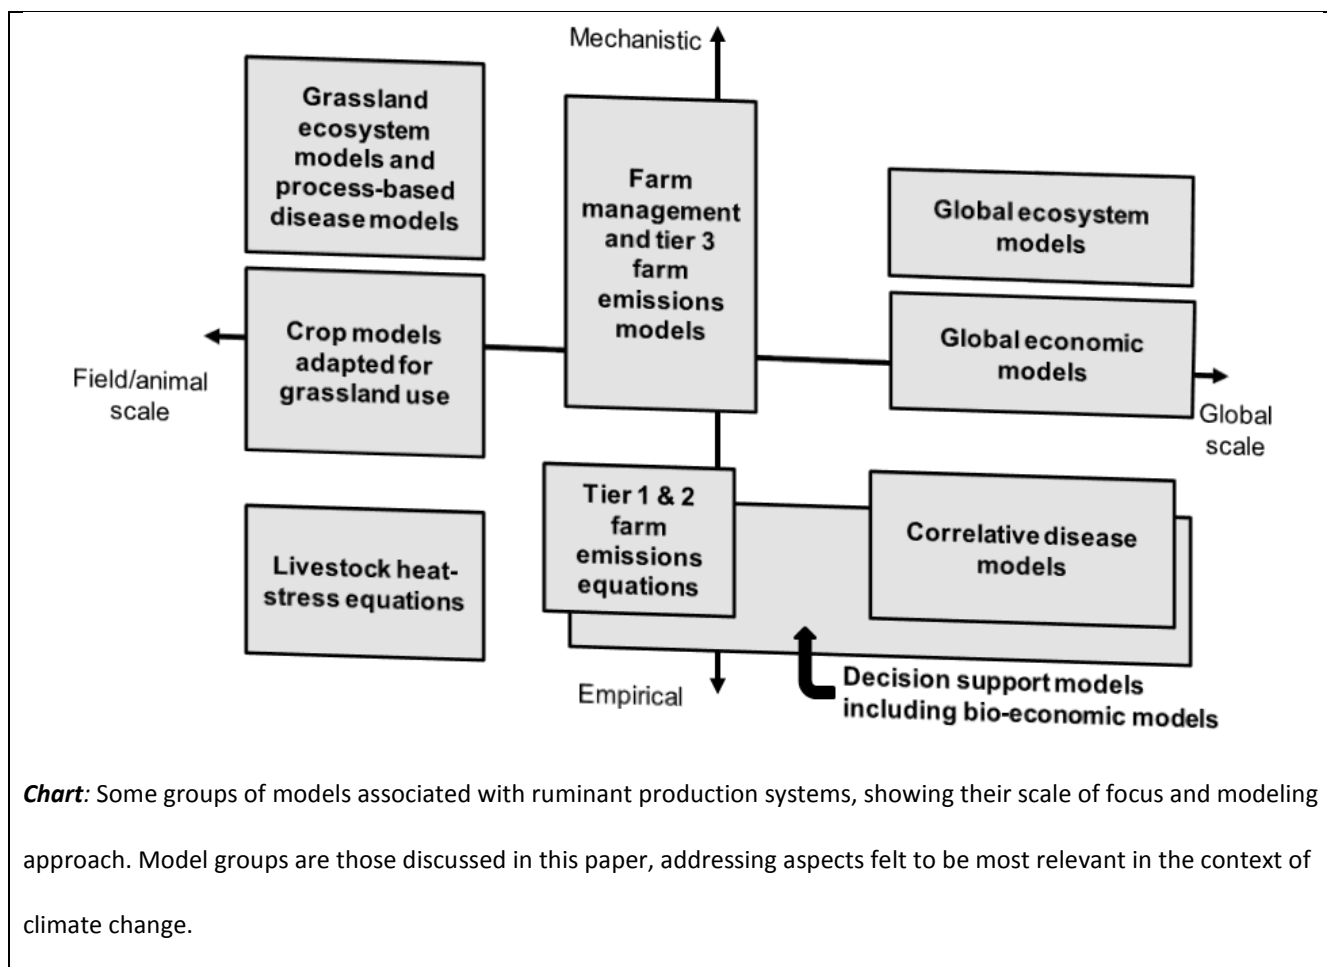 Mechanistic
Grassland
ecosystem
models and
process-based
disease models
Farm
management
and tier 3
farm
emissions
models
Global ecosystem
models
Crop models
adapted for
grassland use
Global economic
models
Field/animal
scale
Global
scale
Tier 1 & 2
farm
emissions
equations
Correlative disease
models
Livestock heat-
stress equations
Empirical
Decision support models
including bio-economic models
Chart: Some groups of models associated with ruminant production systems, showing their scale of focus and modeling
approach. Model groups are those discussed in this paper, addressing aspects felt to be most relevant in the context of
climate change.